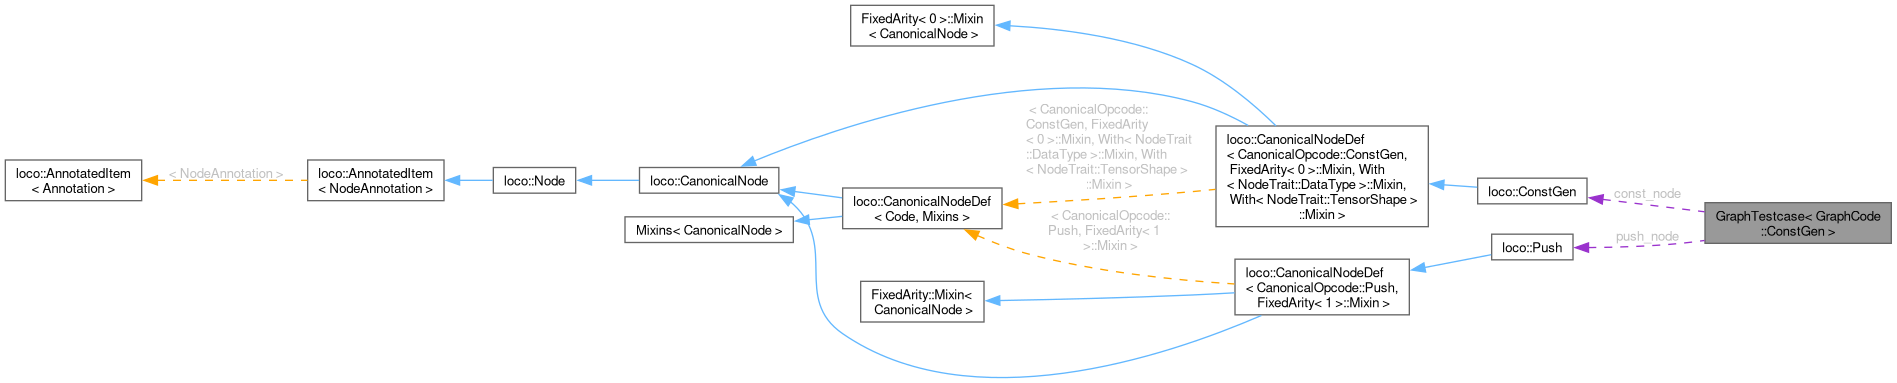 FixedArity< 0 >::Mixin
< CanonicalNode >
loco::AnnotatedItem
< Annotation >
< NodeAnnotation >
loco::AnnotatedItem
< NodeAnnotation >
loco::Node
loco::CanonicalNode
Mixins< CanonicalNode >
loco::CanonicalNodeDef
< Code, Mixins >
FixedArity::Mixin<
CanonicalNode >
< CanonicalOpcode::
ConstGen, FixedArity
< 0 >::Mixin, With< NodeTrait
::DataType >::Mixin, With
< NodeTrait::TensorShape >
::Mixin >
< CanonicalOpcode::
Push, FixedArity< 1
>::Mixin >
loco::CanonicalNodeDef
< CanonicalOpcode::ConstGen,
FixedArity< 0 >::Mixin, With
< NodeTrait::DataType >::Mixin,
With< NodeTrait::TensorShape >
::Mixin >
loco::CanonicalNodeDef
< CanonicalOpcode::Push,
FixedArity< 1 >::Mixin >
loco::ConstGen
loco::Push
const_node
push_node
GraphTestcase< GraphCode
::ConstGen >